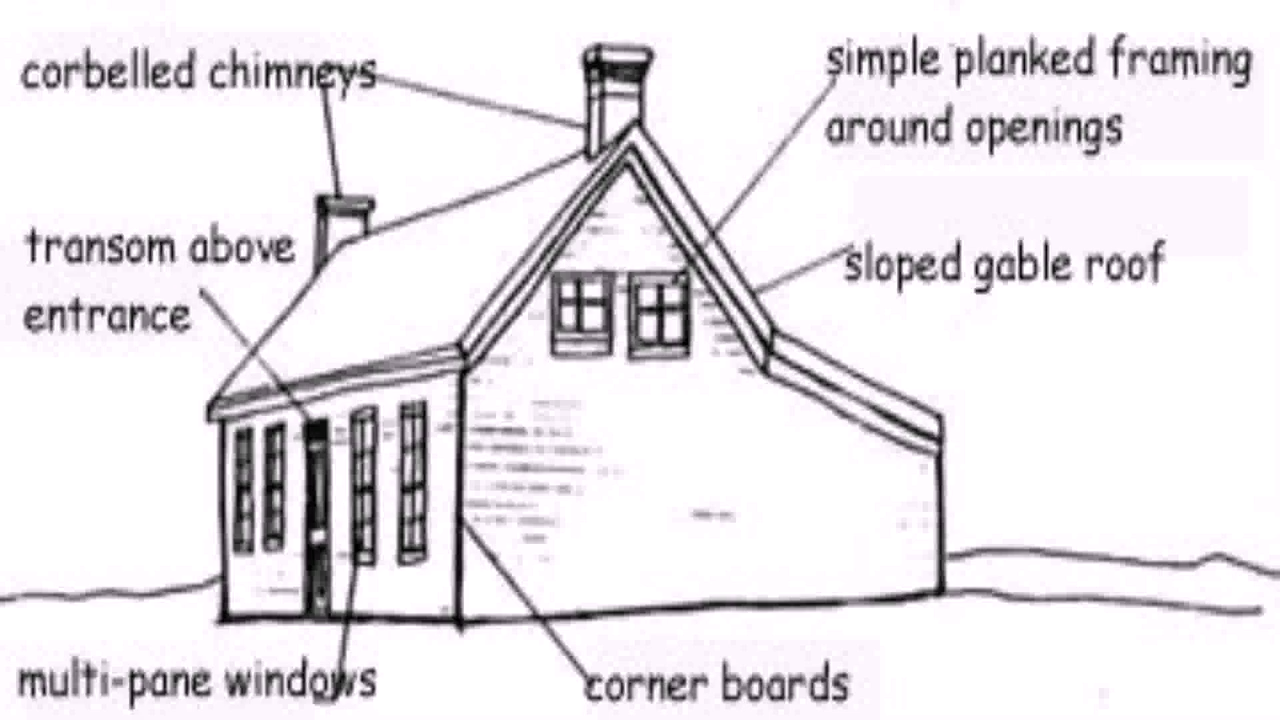 corbelled chimneys
simple planked framing
around openings
transom above
entrance
sloped gable roof
multi-pane windows
corner boards